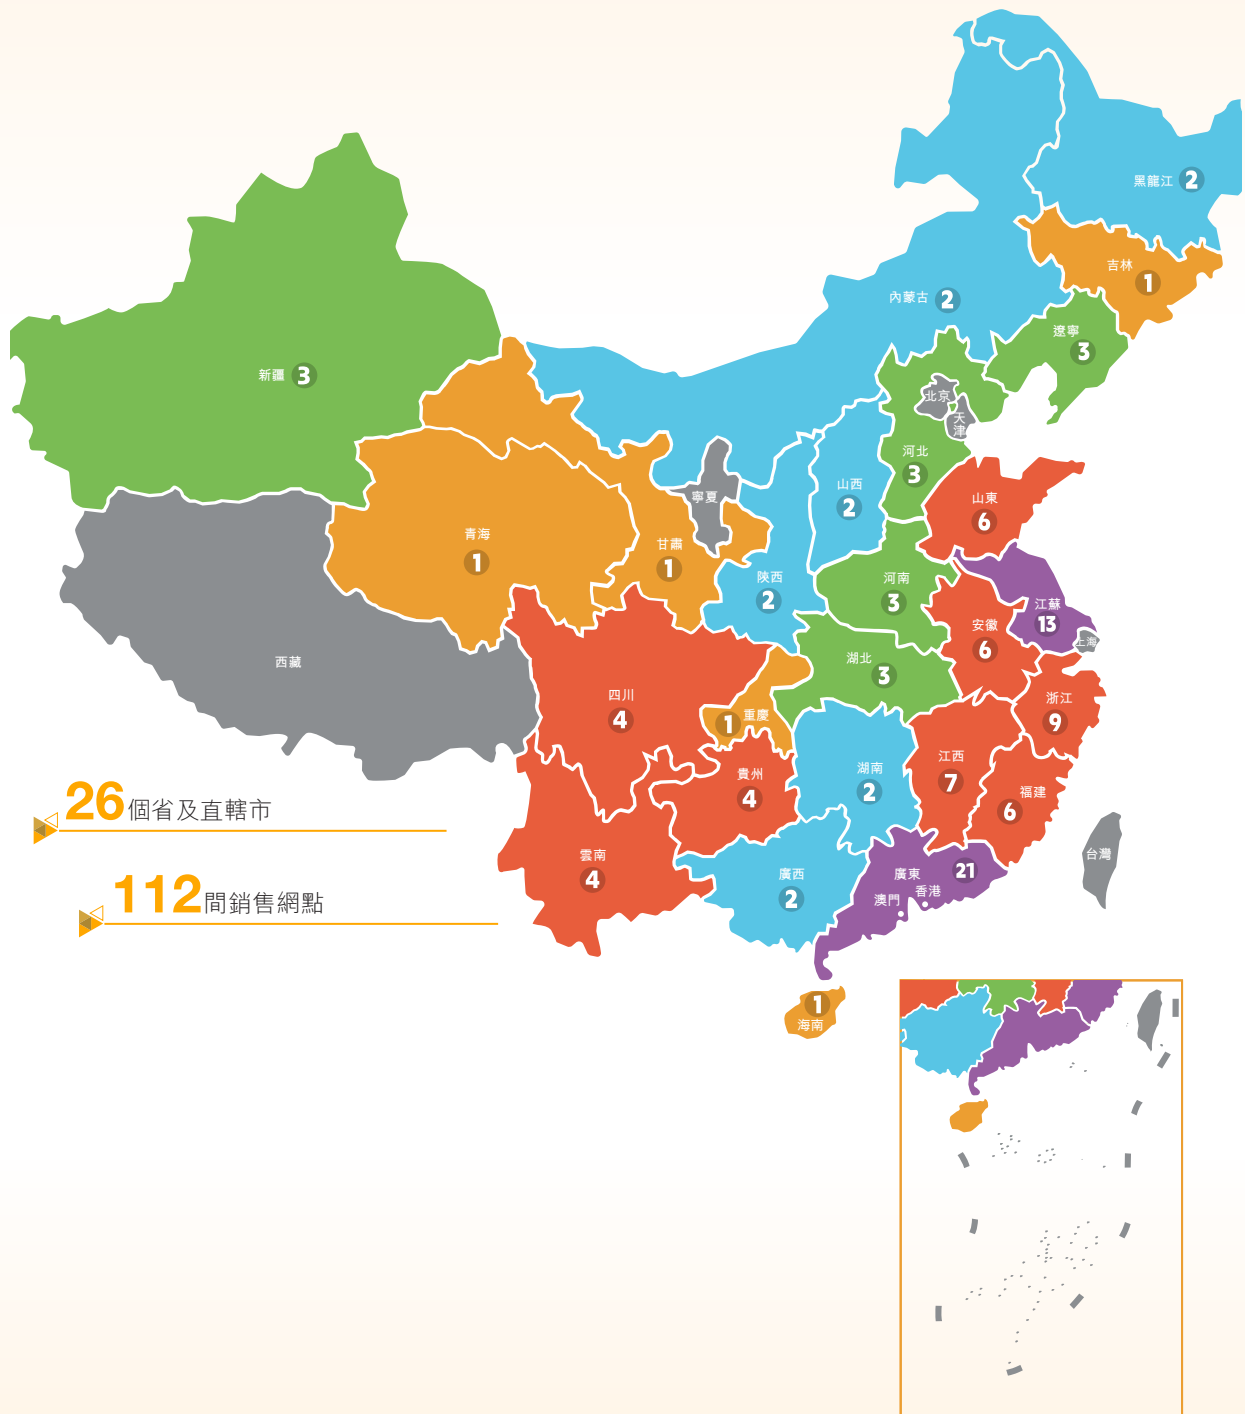 黑龍江 2
吉林
1
內蒙古 2
遼寧
3
新疆 3
北京
天津
河北
3
山西
2
寧夏
山東
6
青海
1
甘肅
1
陝西
2
河南
3
江蘇
13
安徽
6
上海
西藏
湖北
3
四川
4
1 重慶
浙江
9
江西
7
湖南
2
貴州
4
福建
6
26個省及直轄市
雲南
4
台灣
廣西
2
廣東
21
香港
澳門
112間銷售網點
1
海南